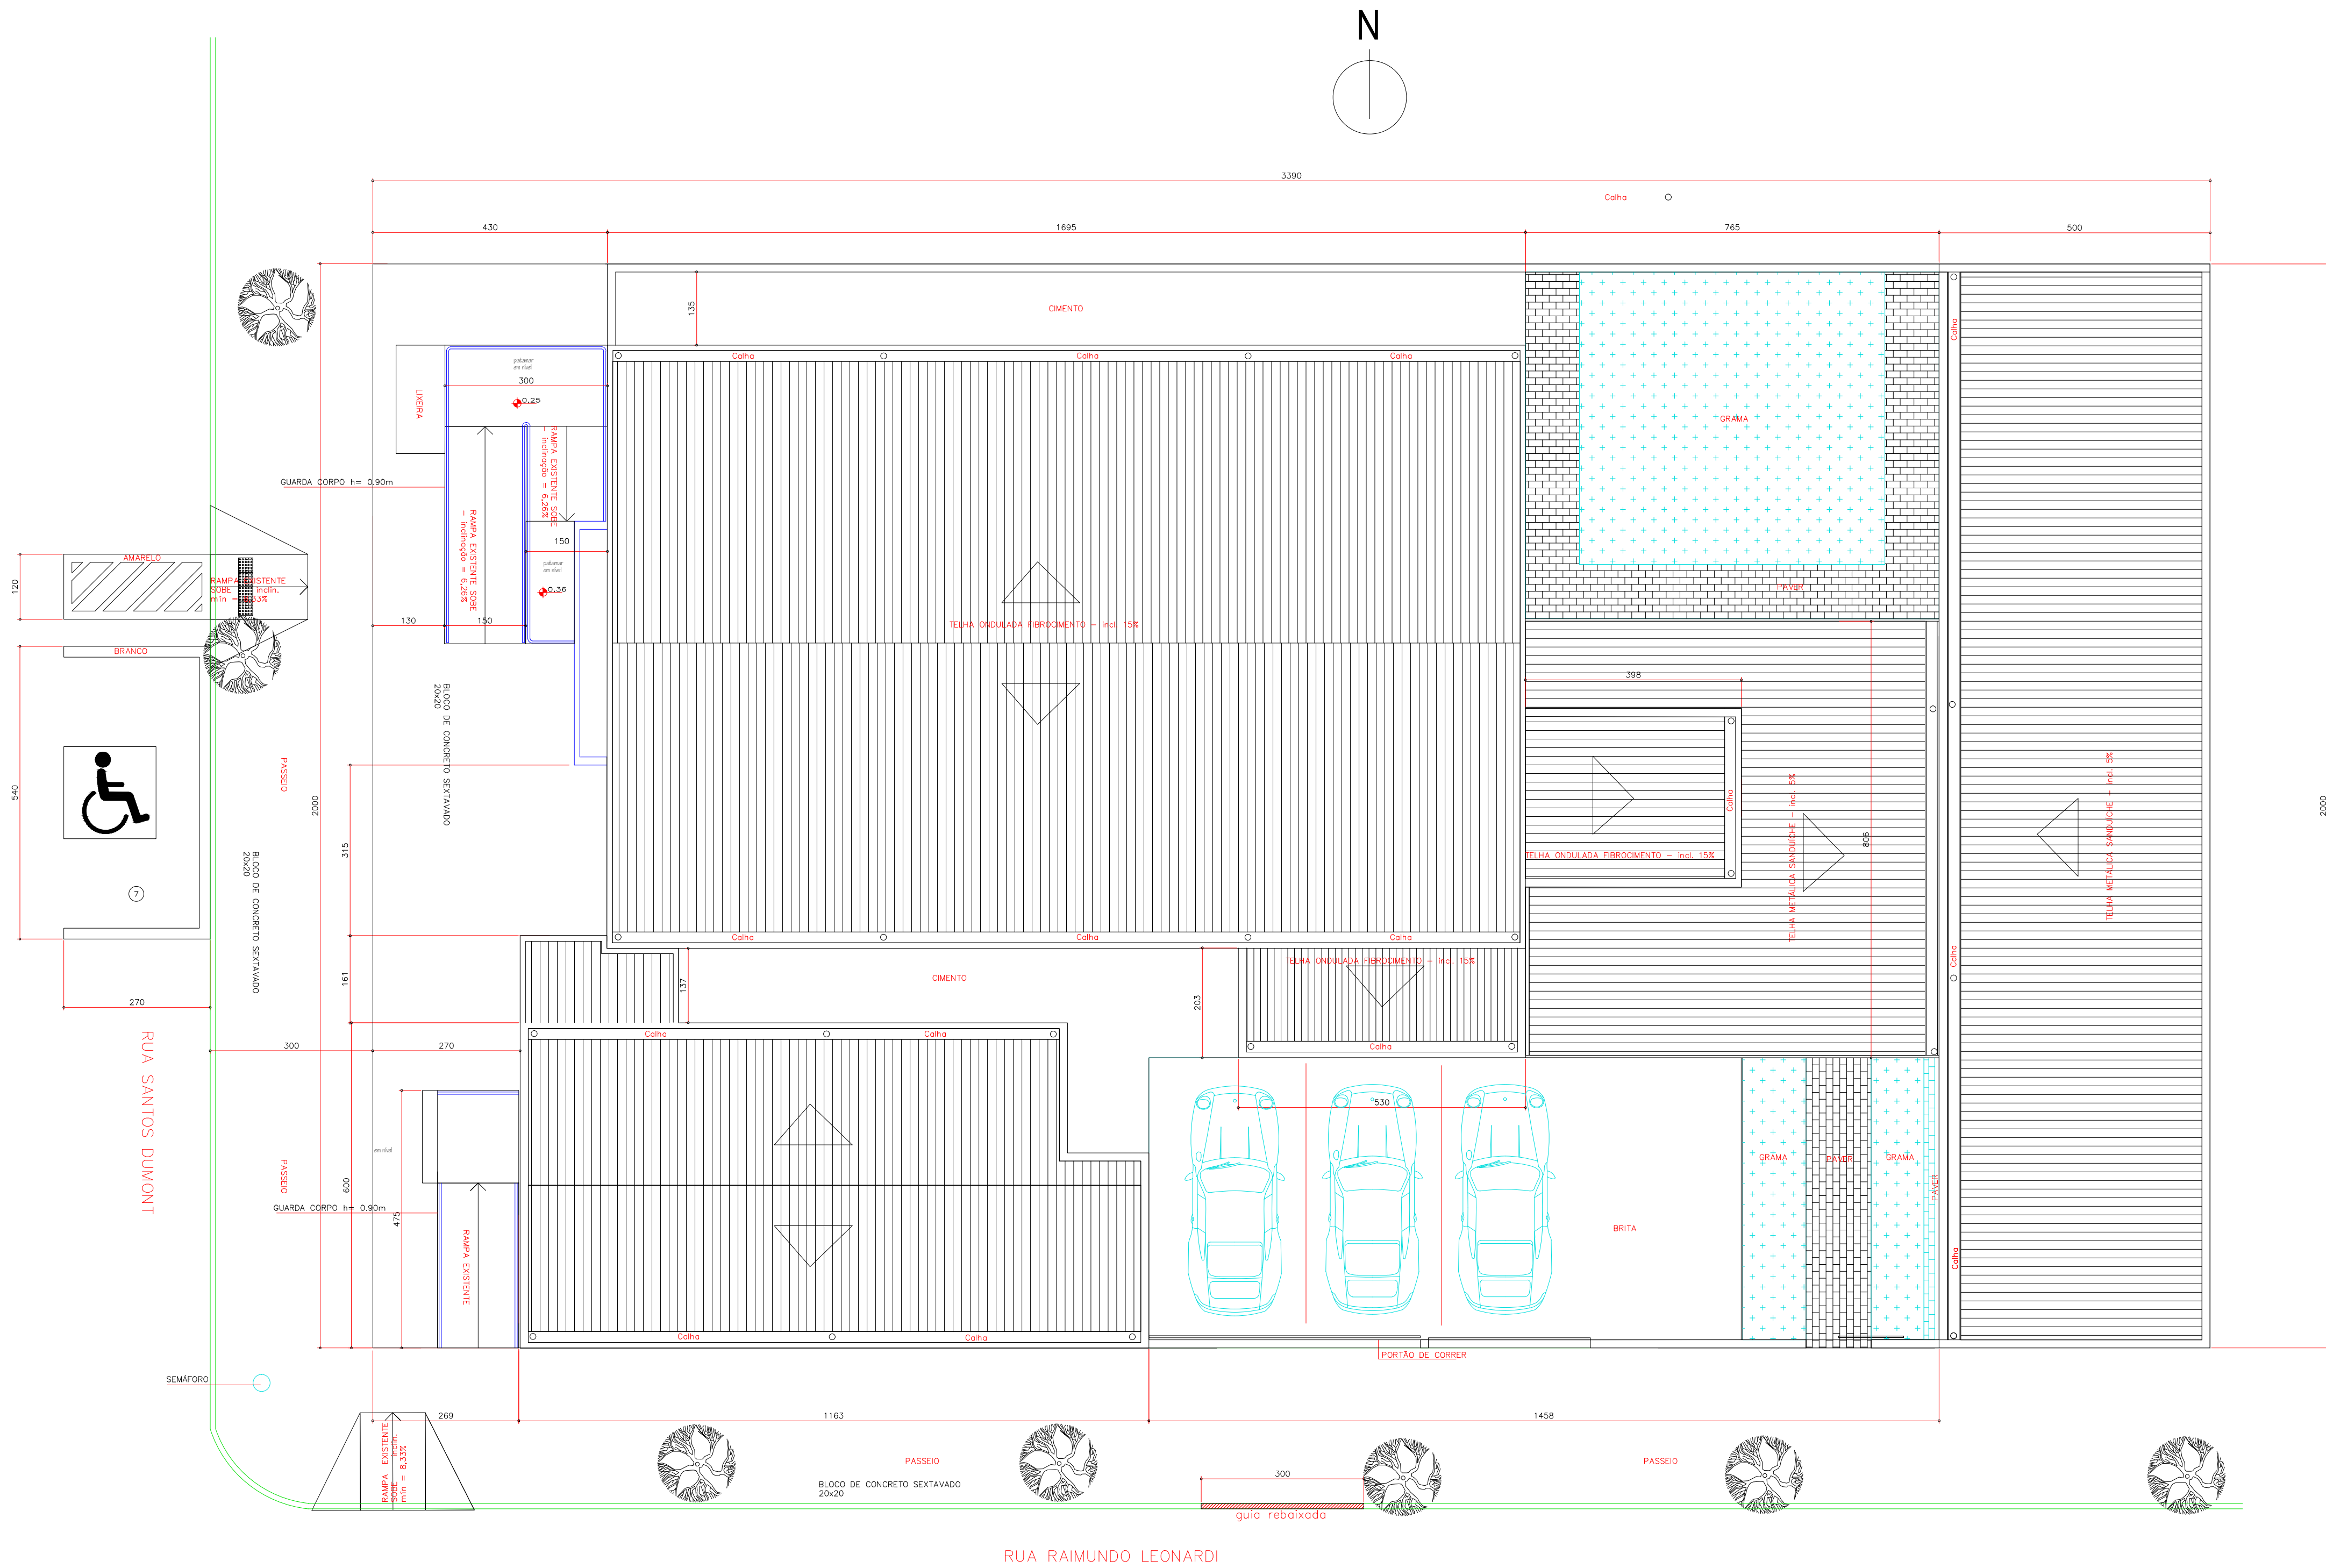 N
3390
Calha
430
1695
765
500
135
CIMENTO
patamar
em nível
300
0.25
LIXEIRA
Calha
Calha
Calha
Calha
GRAMA
GUARDA CORPO h= 0.90m
RAMPA EXISTENTE SOBE
- inclinação = 6,26%
RAMPA EXISTENTE SOBE
- inclinação = 6,26%
150
patamar
em nível
0.36
120
AMARELO
RAMPA EXISTENTE
SOBE inclin.
mín = 8,33%
PAVER
130
150
TELHA ONDULADA FIBROCIMENTO - incl. 15%
BRANCO
398
BLOCO DE CONCRETO SEXTAVADO
20x20
PASSEIO
540
2000
2000
315
806
Calha
TELHA METÁLICA SANDUÍCHE - incl. 5%
TELHA METÁLICA SANDUÍCHE - incl. 5%
TELHA ONDULADA FIBROCIMENTO - incl. 15%
7
BLOCO DE CONCRETO SEXTAVADO
20x20
Calha
Calha
Calha
Calha
TELHA ONDULADA FIBROCIMENTO - incl. 15%
161
137
CIMENTO
203
270
300
270
Calha
Calha
Calha
RUA SANTOS DUMONT
530
em nível
PASSEIO
600
475
GUARDA CORPO h= 0.90m
RAMPA EXISTENTE
GRAMA
PAVER
GRAMA
PAVER
BRITA
Calha
Calha
Calha
PORTÃO DE CORRER
SEMÁFORO
269
1163
1458
RAMPA EXISTENTE
SOBE inclin.
mín = 8,33%
PASSEIO
PASSEIO
BLOCO DE CONCRETO SEXTAVADO
20x20
300
guia rebaixada
RUA RAIMUNDO LEONARDI